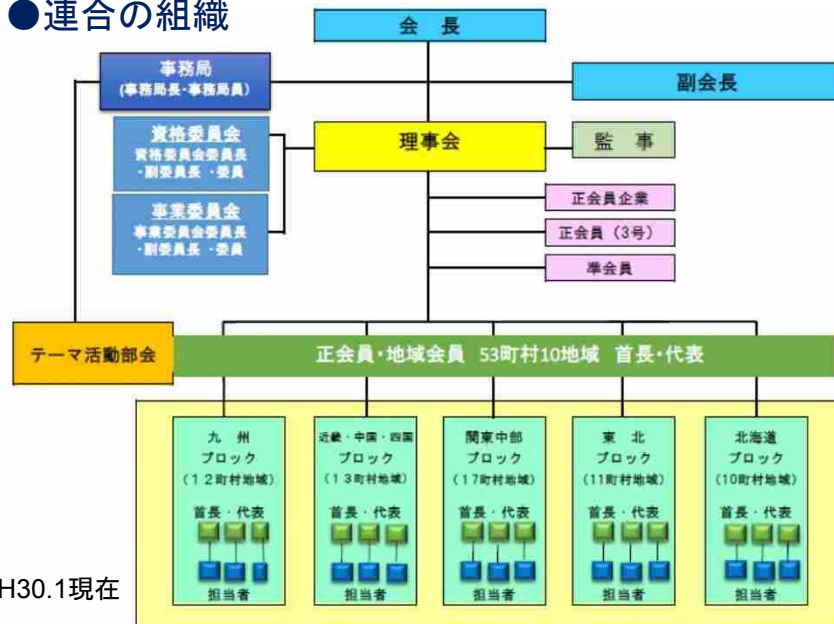 ●連合の組織
会 長
事務局
(事務局長・事務局員)
副会長
資格委員会
資格委員会委員長
・副委員長 ・委員
理事会
監 事
事業委員会
事業委員会委員長
・副委員長 ・委員
正会員企業
正会員（3号）
準会員
テーマ活動部会
正会員・地域会員 53町村10地域 首長・代表
九 州
ブロック
(１２町村地域)
首長・代表
担当者
近畿・中国・四国
ブロック
(１３町村地域)
首長・代表
担当者
関東中部
ブロック
(17町村地域)
首長・代表
担当者
東 北
ブロック
(11町村地域)
首長・代表
担当者
北海道
ブロック
(10町村地域)
首長・代表
担当者
H30.1現在